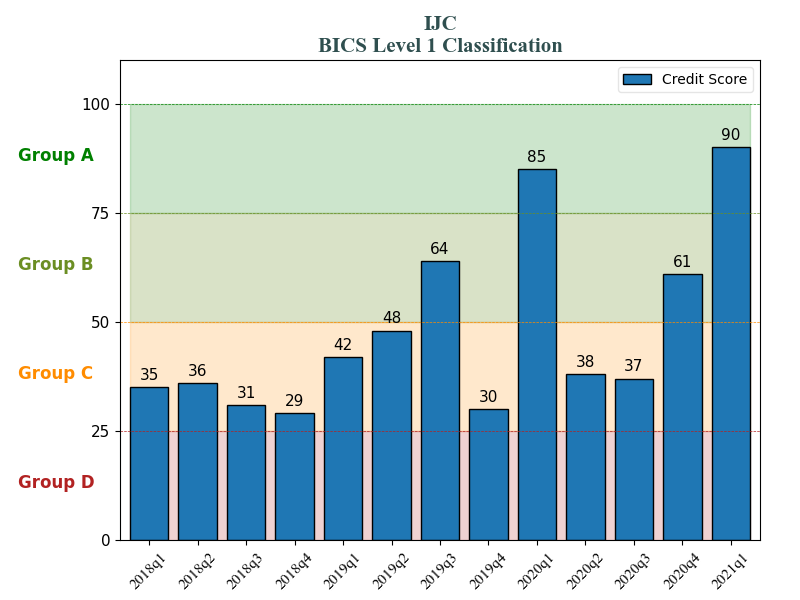 IJC
BICS Level 1 Classification
Credit Score
100
75
50
25
0
Group A
Group B
Group C
Group D
35
36
31
29
42
48
64
30
85
38
37
61
90
2018q1
2018q2
2018q3
2018q4
2019q1
2019q2
2019q3
2019q4
2020q1
2020q2
2020q3
2020q4
2021q1